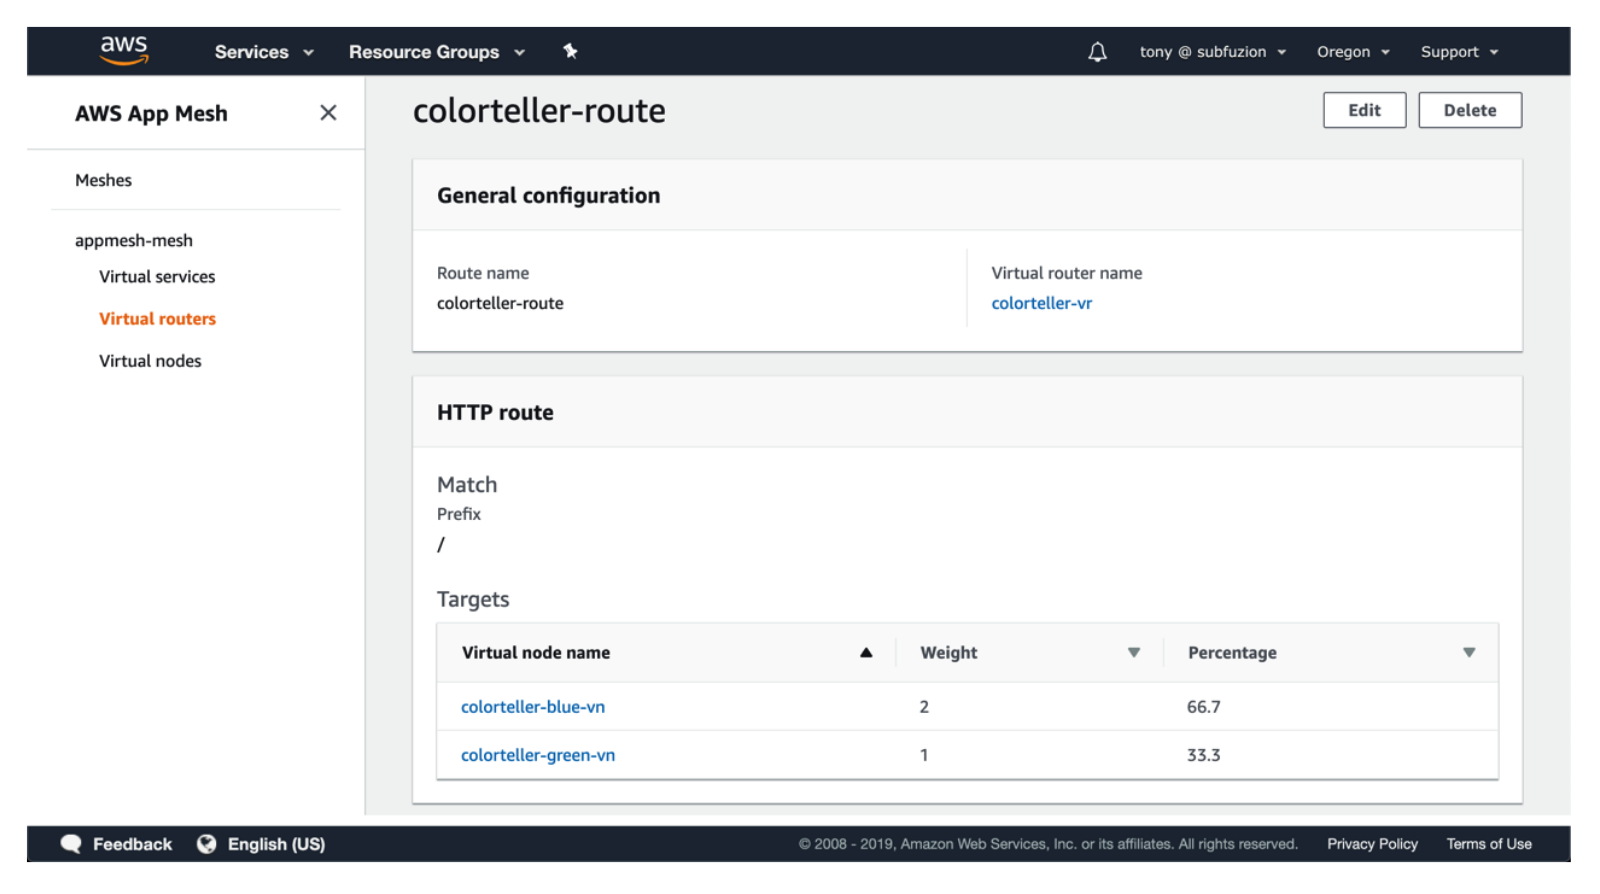 aws Services Resource Groups tony @ subfuzion Oregon Support
AWS App Mesh
Meshes
appmesh-mesh
Virtual services
Virtual routers
Virtual nodes
colorteller-route Edit Delete
General configuration
Route name Virtual router name
colorteller-route colorteller-vr
HTTP route
Match
Prefix
/
Targets
Virtual node name Weight Percentage
colorteller-blue-vn 2 66.7
colorteller-green-vn 1 33.3
Feedback English (US) © 2008 - 2019, Amazon Web Services, Inc. or its affiliates. All rights reserved. Privacy Policy Terms of Use